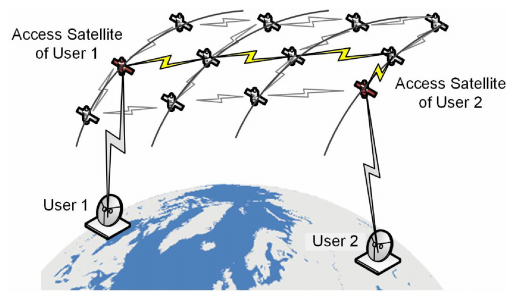 Access Satellite
of User 1
Access Satellite
of User 2
User 1
User 2